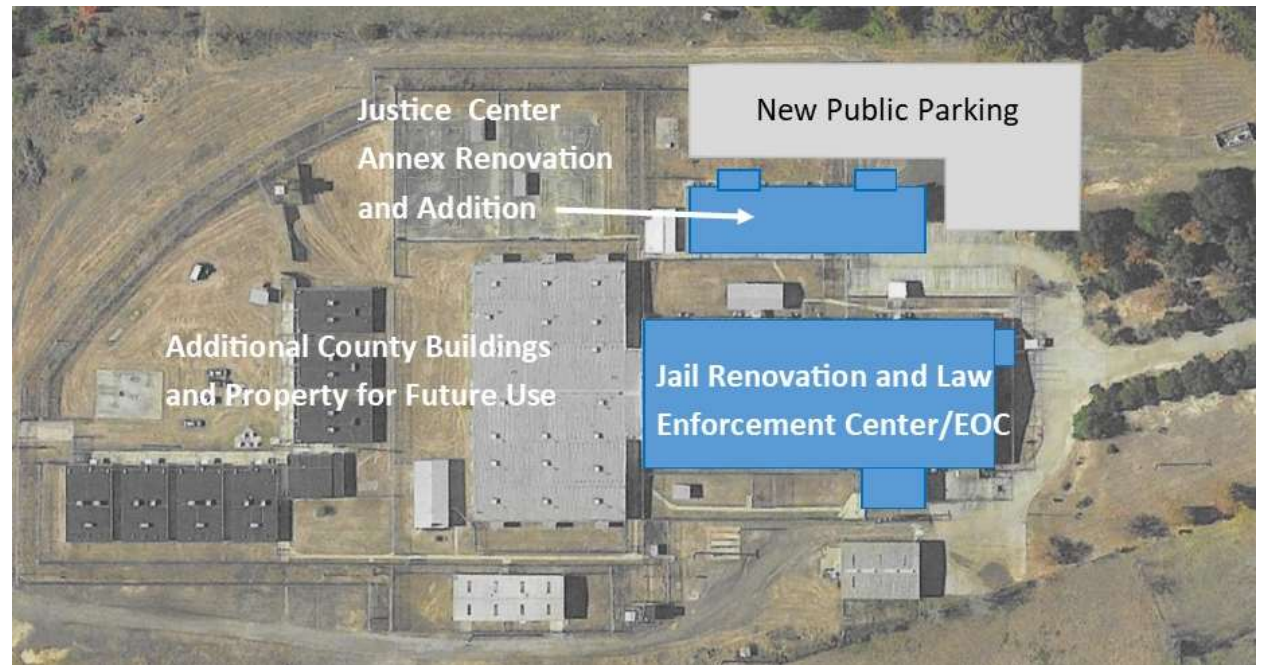 Justice Center
Annex Renovation
and Addition
New Public Parking
Additional County Buildings
and Property for Future Use
Jail Renovation and Law
Enforcement Center/EOC